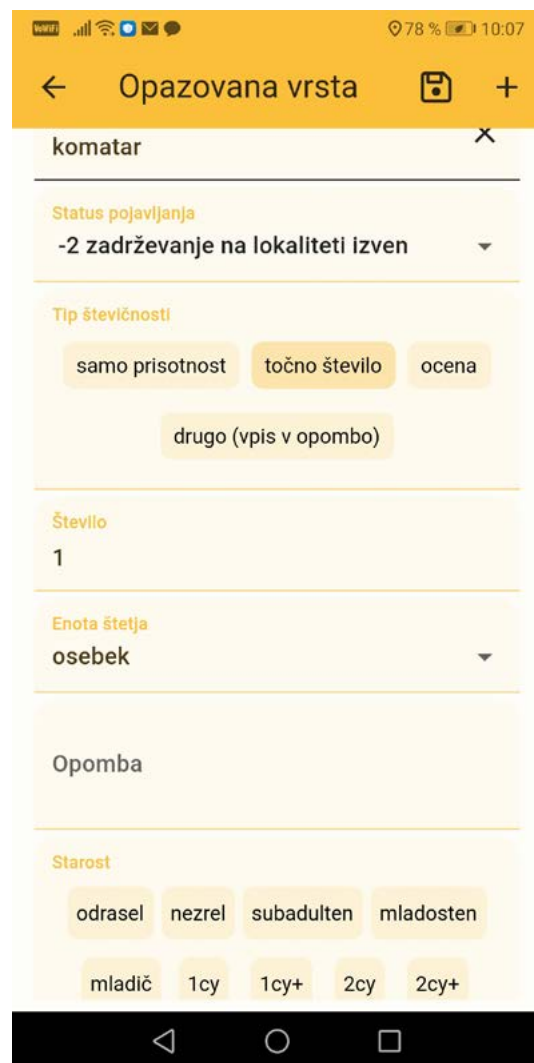 VoWiFi 78 % 10:07
Opazovana vrsta
komatar
Status pojavljanja
-2 zadrževanje na lokaliteti izven
Tip številčnosti
samo prisotnost točno število ocena
drugo (vpis v opombo)
Število
1
Enota štetja
osebek
Opomba
Starost
odrasel nezrel subadulten mladosten
mladič 1cy 1cy+ 2cy 2cy+